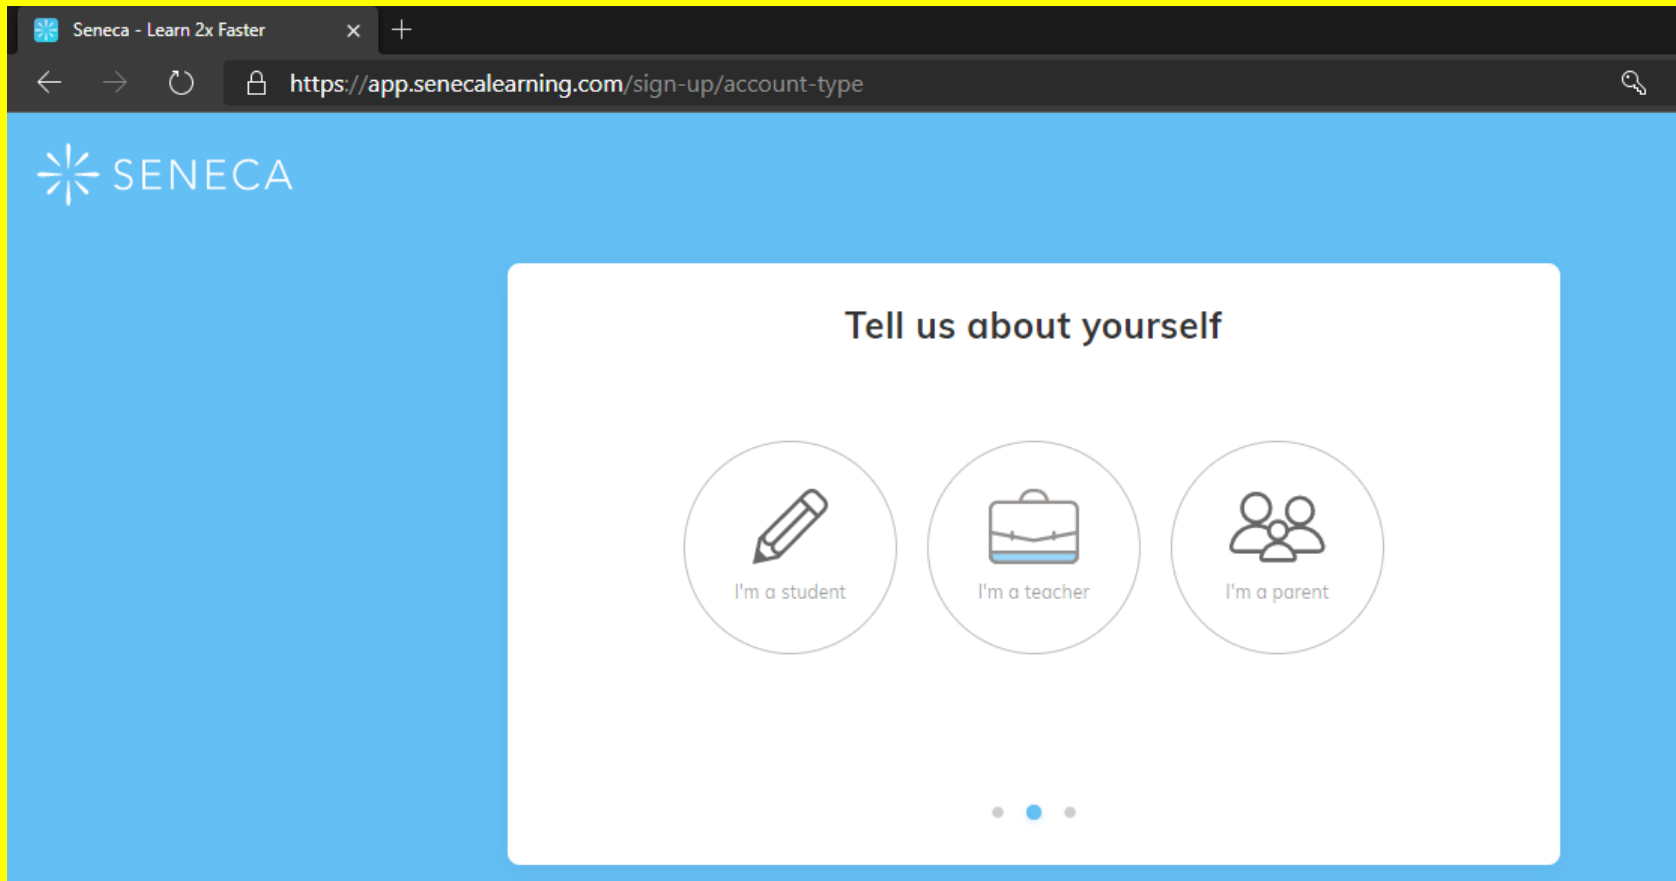 Seneca - Learn 2x Faster
https://app.senecalearning.com/sign-up/account-type
SENECA
Tell us about yourself
I'm a student
I'm a teacher
I'm a parent